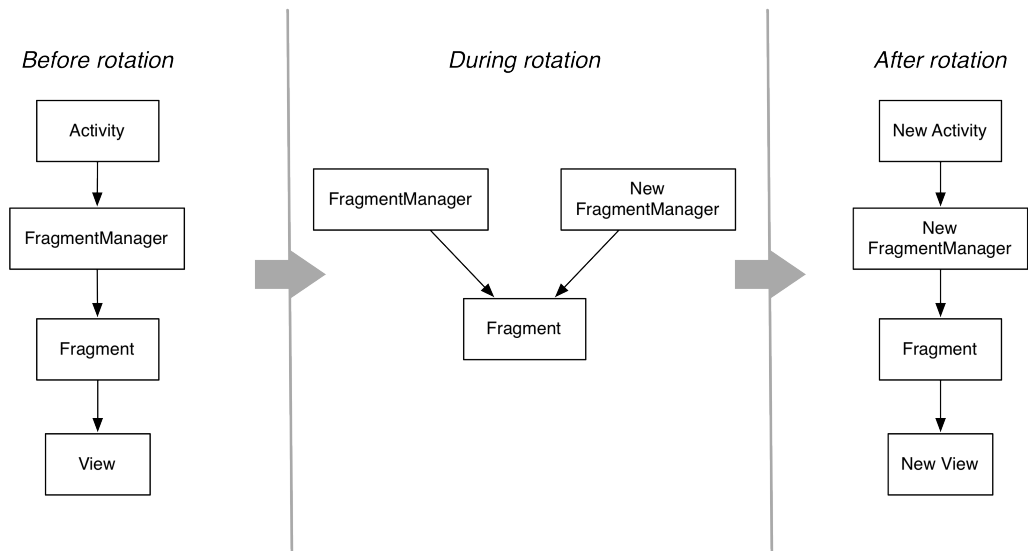 Before rotation
During rotation
After rotation
Activity
FragmentManager
Fragment
View
FragmentManager
New
FragmentManager
Fragment
New Activity
New
FragmentManager
Fragment
New View